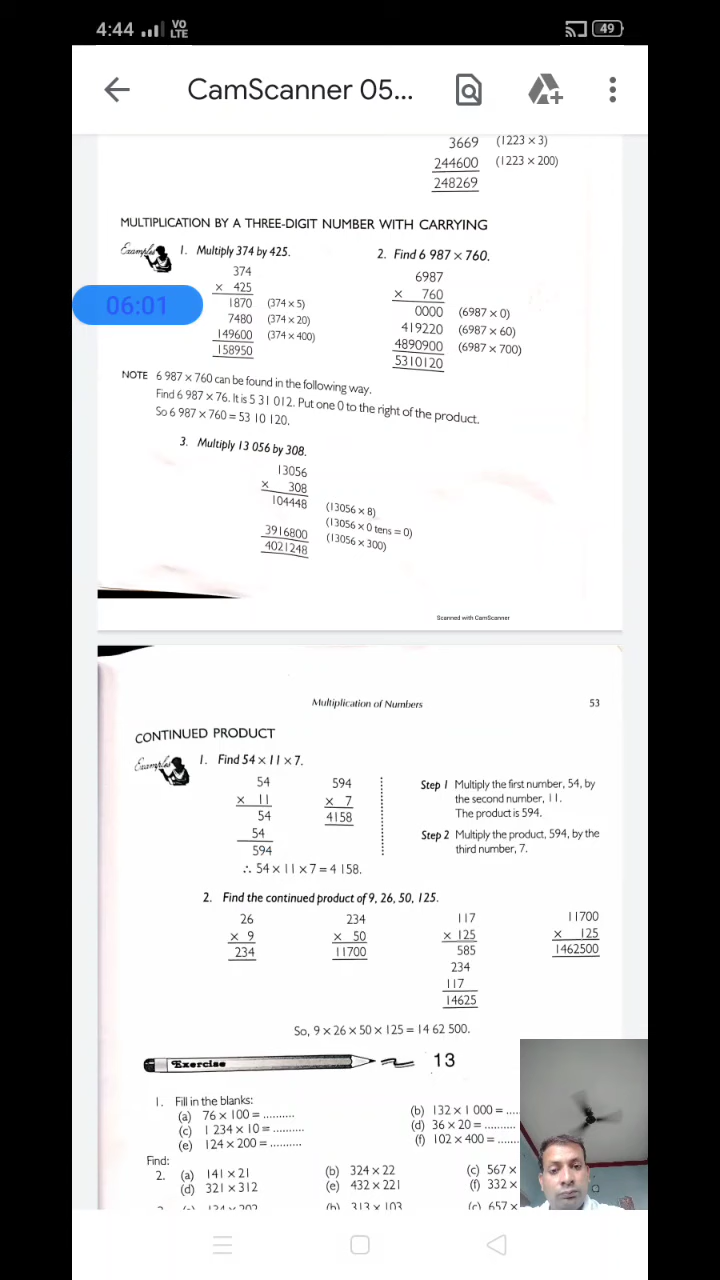 4:44 VO LTE 49
CamScanner 05...
3669 (1223 x 3)
244600 (1223 x 200)
248269
MULTIPLICATION BY A THREE-DIGIT NUMBER WITH CARRYING
Examples 1. Multiply 374 by 425.
374
x 425
1870 (374 x 5)
7480 (374 x 20)
149600 (374 x 400)
158950
2. Find 6 987 x 760.
6987
x 760
0000 (6987 x 0)
419220 (6987 x 60)
4890900 (6987 x 700)
5310120
06:01
NOTE 6 987 x 760 can be found in the following way.
Find 6 987 x 76. It is 5 31 012. Put one 0 to the right of the product.
So 6 987 x 760 = 53 10 120.
3. Multiply 13 056 by 308.
13056
x 308
104448 (13056 x 8)
(13056 x 0 tens = 0)
3916800 (13056 x 300)
4021248
Scanned with CamScanner
Multiplication of Numbers 53
CONTINUED PRODUCT
Examples 1. Find 54 x 11 x 7.
54
x 11
54
54
594
594
x 7
4158
Step 1 Multiply the first number, 54, by
the second number, 11.
The product is 594.
Step 2 Multiply the product, 594, by the
third number, 7.
∴ 54 x 11 x 7 = 4 158.
2. Find the continued product of 9, 26, 50, 125.
26
x 9
234
234
x 50
11700
117
x 125
585
234
117
14625
11700
x 125
1462500
So, 9 x 26 x 50 x 125 = 14 62 500.
Exercise 13
1. Fill in the blanks:
(a) 76 x 100 = ..........
(b) 132 x 1 000 = ....
(c) 1 234 x 10 = ..........
(d) 36 x 20 = ..........
(e) 124 x 200 = ..........
(f) 102 x 400 = .......
Find:
2. (a) 141 x 21 (b) 324 x 22 (c) 567 x
(d) 321 x 312 (e) 432 x 221 (f) 332 x
(b) 313 x 103 (c) 657 x